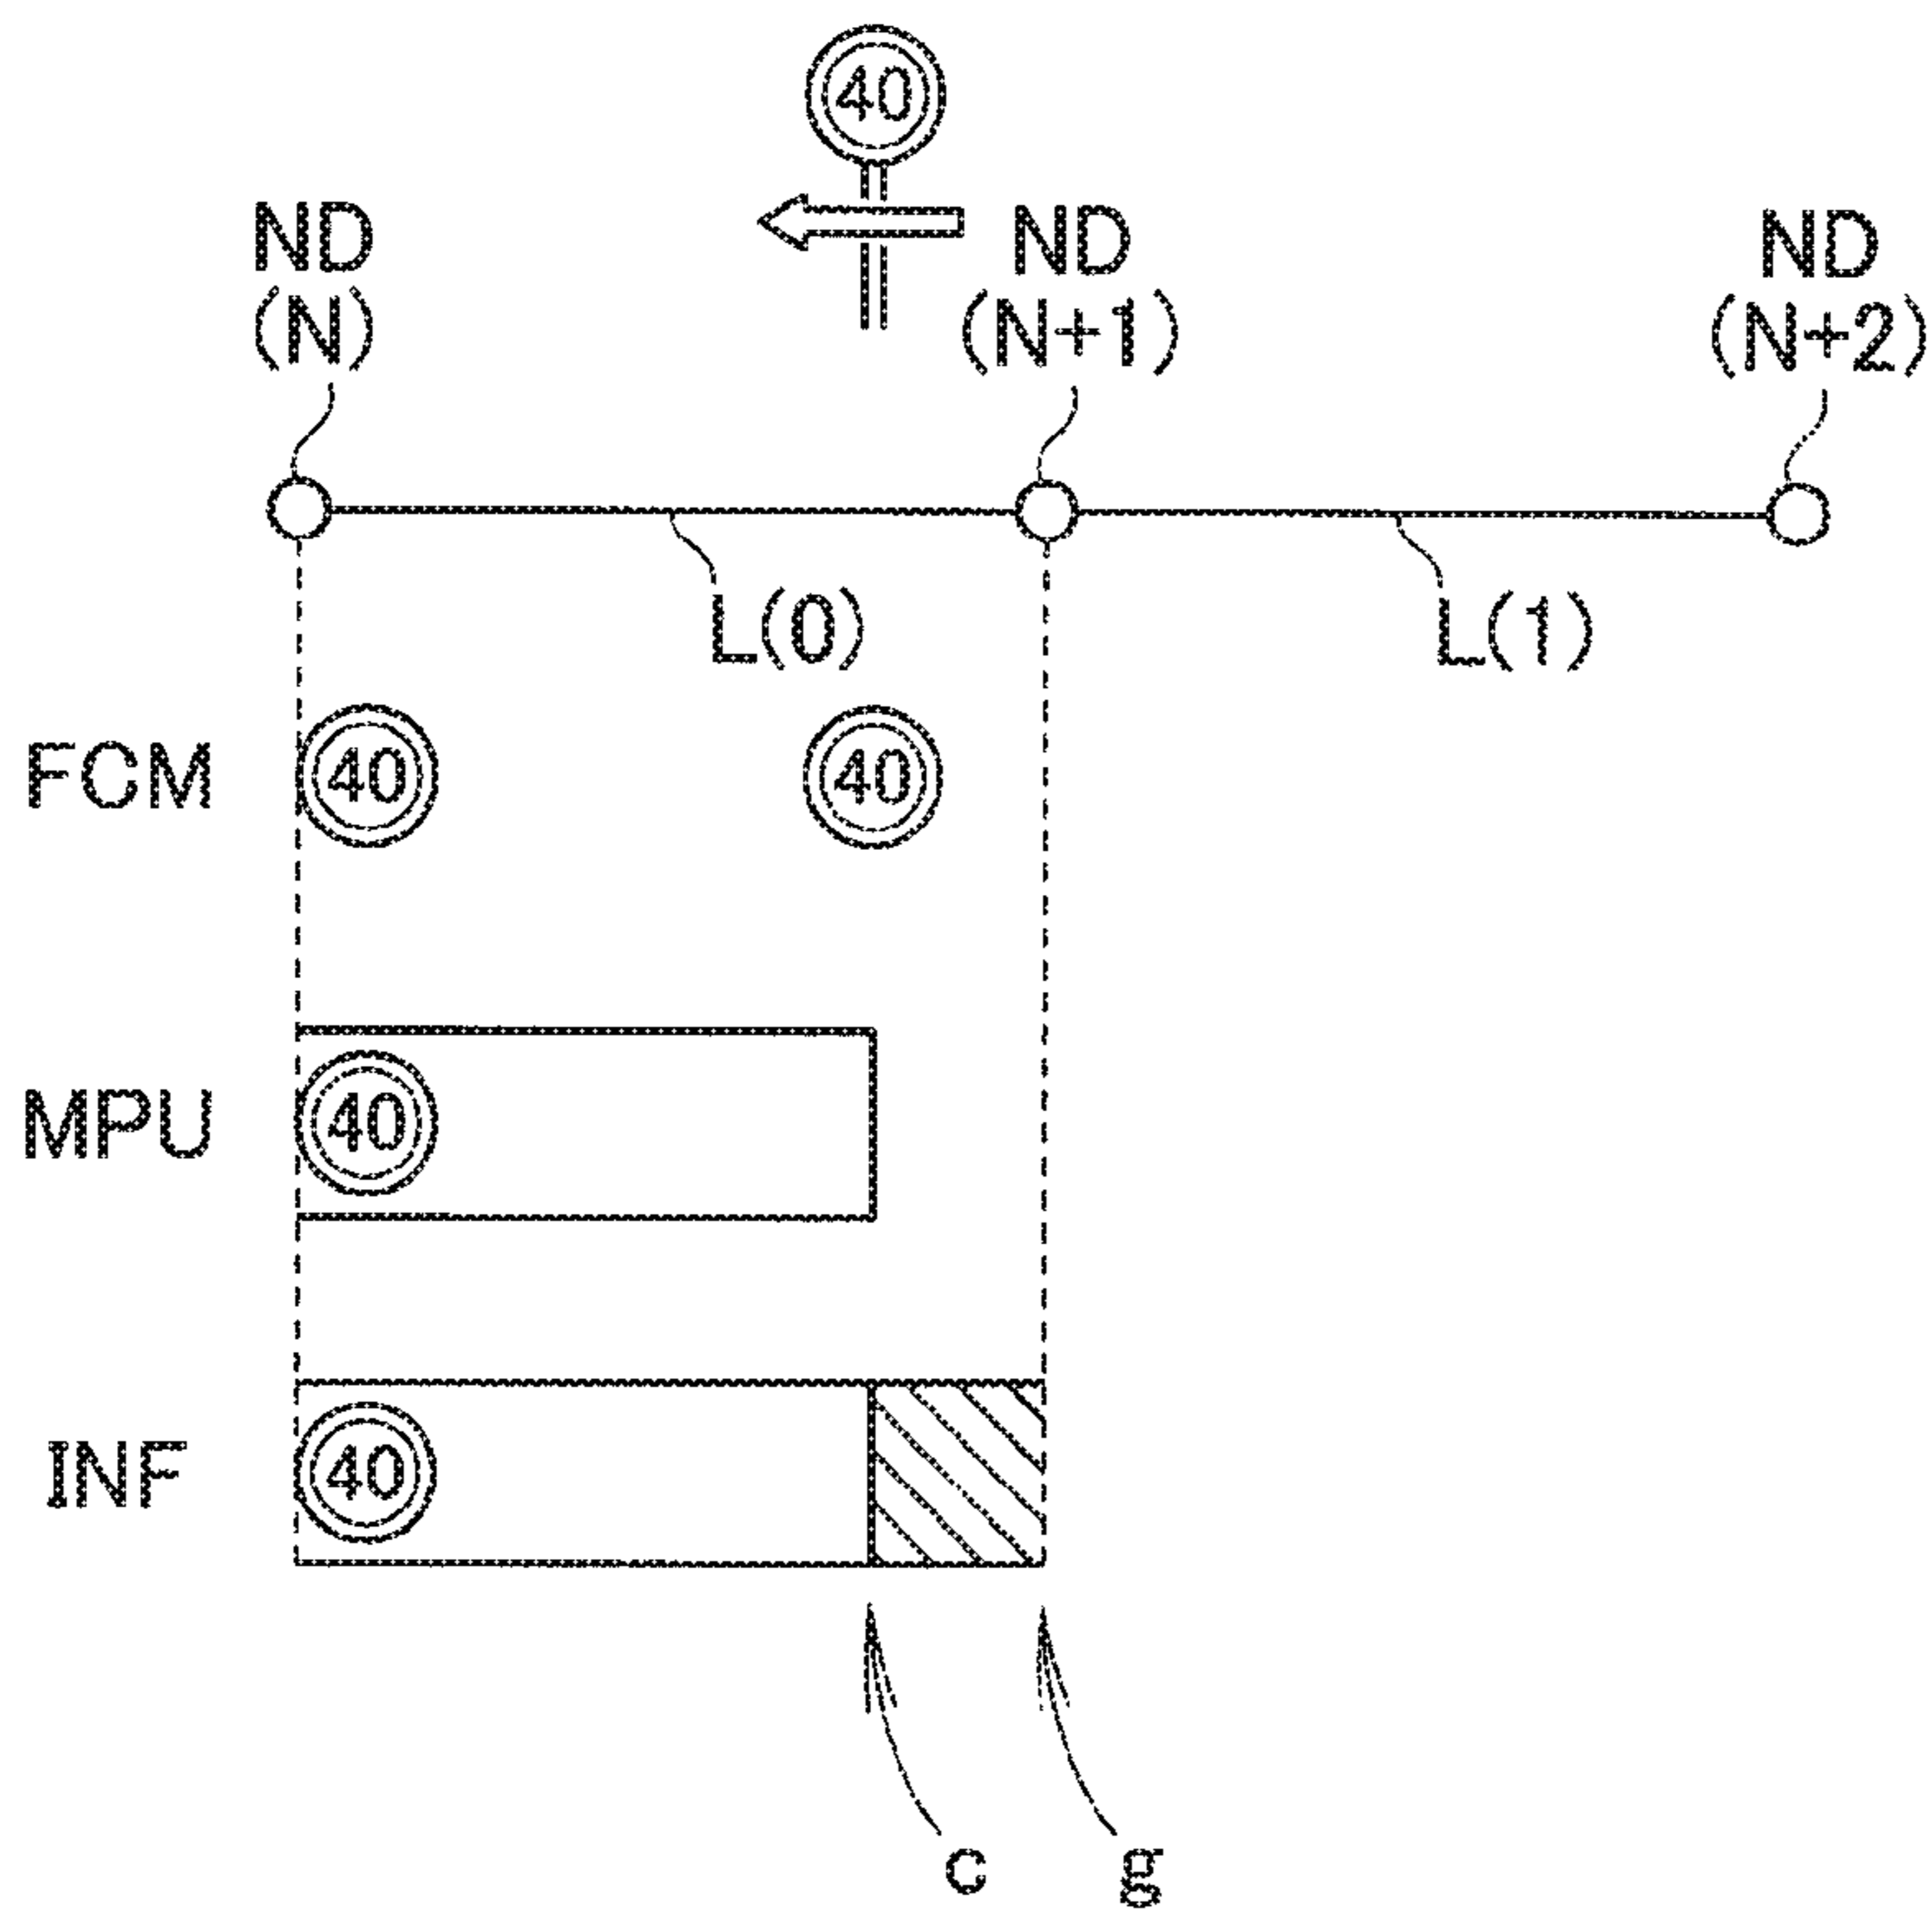 40
ND
(N)
ND
(N+1)
ND
(N+2)
L(0)
L(1)
FCM
40
40
MPU
40
INF
40
c
g